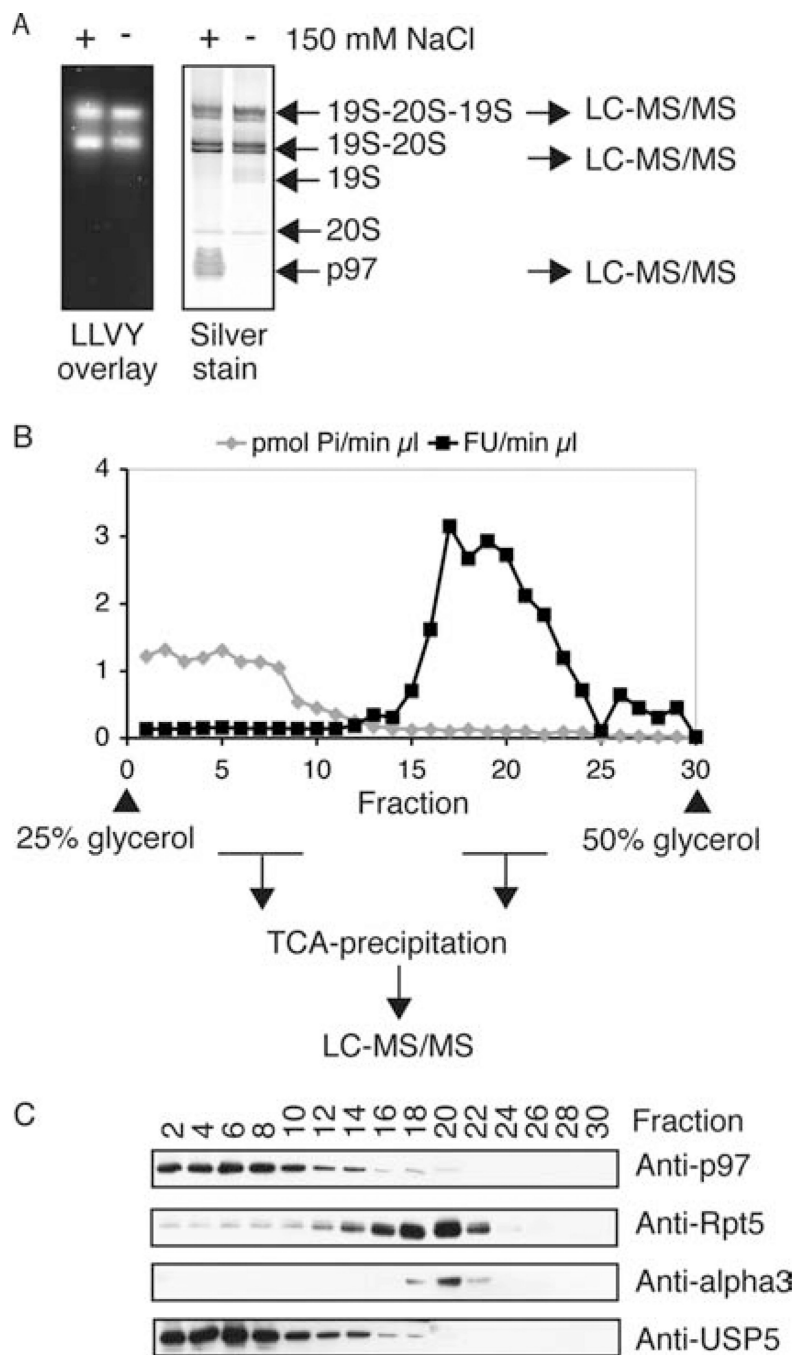 A
+ - + - 150 mM NaCl
19S-20S-19S LC-MS/MS
19S-20S LC-MS/MS
19S
20S
p97 LC-MS/MS
LLVY overlay
Silver stain
B
pmol Pi/min µl FU/min µl
4
3
2
1
0
0 5 10 15 20 25 30
Fraction
25% glycerol 50% glycerol
TCA-precipitation
LC-MS/MS
C
2 4 6 8 10 12 14 16 18 20 22 24 26 28 30 Fraction
Anti-p97
Anti-Rpt5
Anti-alpha3
Anti-USP5